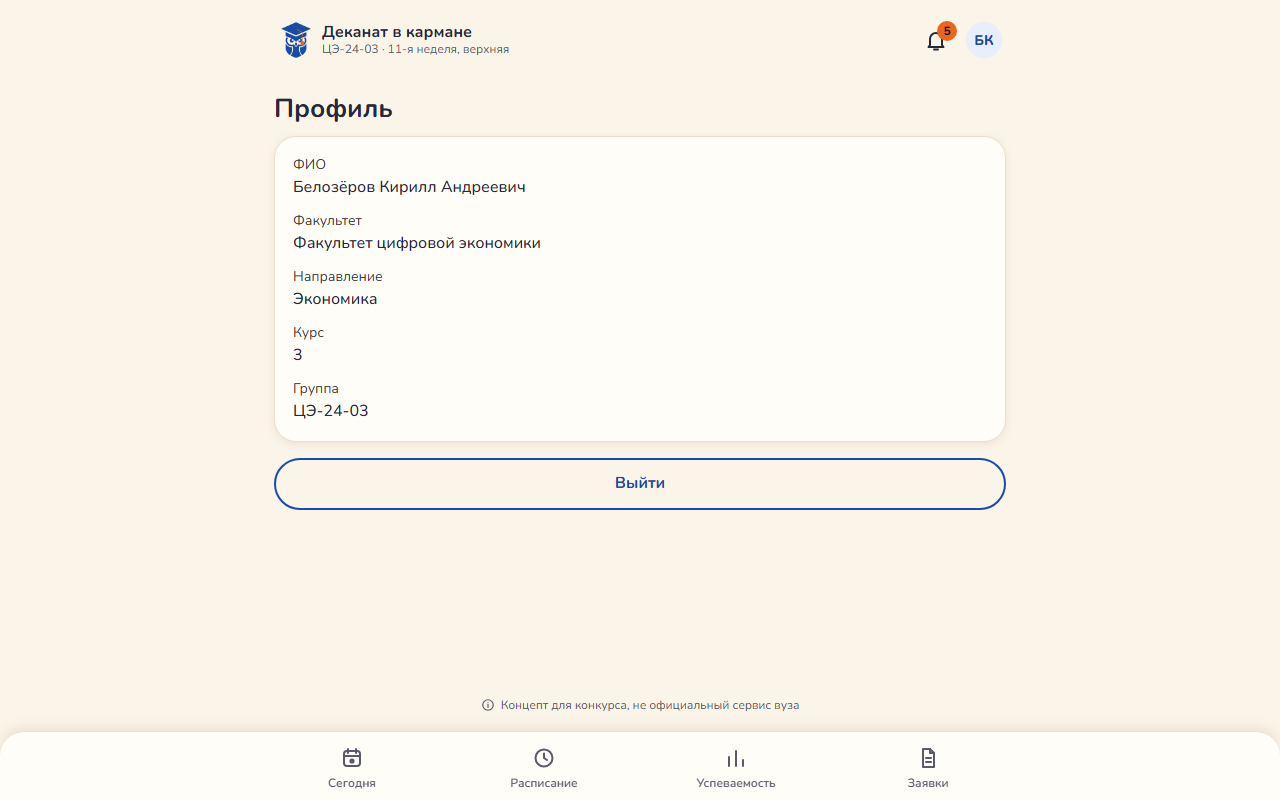 Деканат в кармане
ЦЭ-24-03 · 11-я неделя, верхняя
5
БК
Профиль
ФИО
Белозёров Кирилл Андреевич
Факультет
Факультет цифровой экономики
Направление
Экономика
Курс
3
Группа
ЦЭ-24-03
Выйти
Концепт для конкурса, не официальный сервис вуза
Сегодня
Расписание
Успеваемость
Заявки